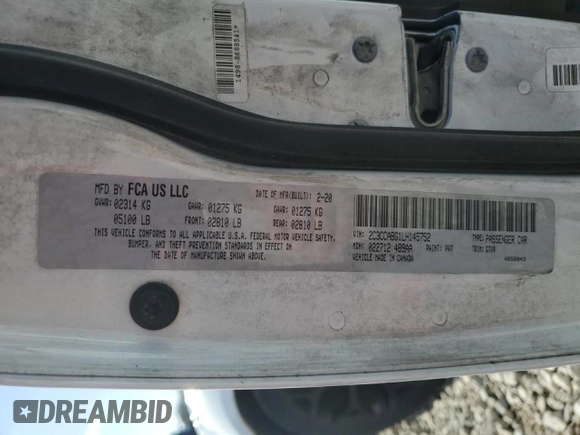 MFD BY FCA US LLC
DATE OF MFR(BUILT): 2-20
GVWR: 02314 KG
GAWR: 01275 KG
GAWR: 01275 KG
05100 LB
FRONT: 02810 LB
REAR: 02810 LB
THIS VEHICLE CONFORMS TO ALL APPLICABLE U.S.A. FEDERAL MOTOR VEHICLE SAFETY,
BUMPER, AND THEFT PREVENTION STANDARDS IN EFFECT ON
THE DATE OF MANUFACTURE SHOWN ABOVE.
VIN: 2C3CCABG1LH145752
TYPE: PASSENGER CAR
MDH: 022712 489AA
PAINT: PW7
VEHICLE MADE IN CANADA
DREAMBID